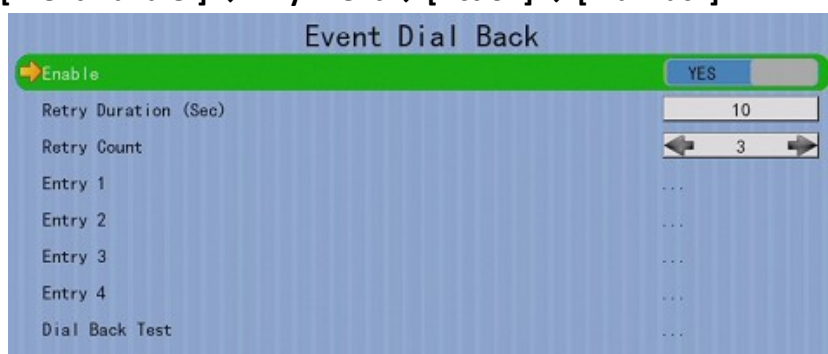 Event Dial Back
Enable YES
Retry Duration (Sec) 10
Retry Count 3
Entry 1 ...
Entry 2 ...
Entry 3 ...
Entry 4 ...
Dial Back Test ...